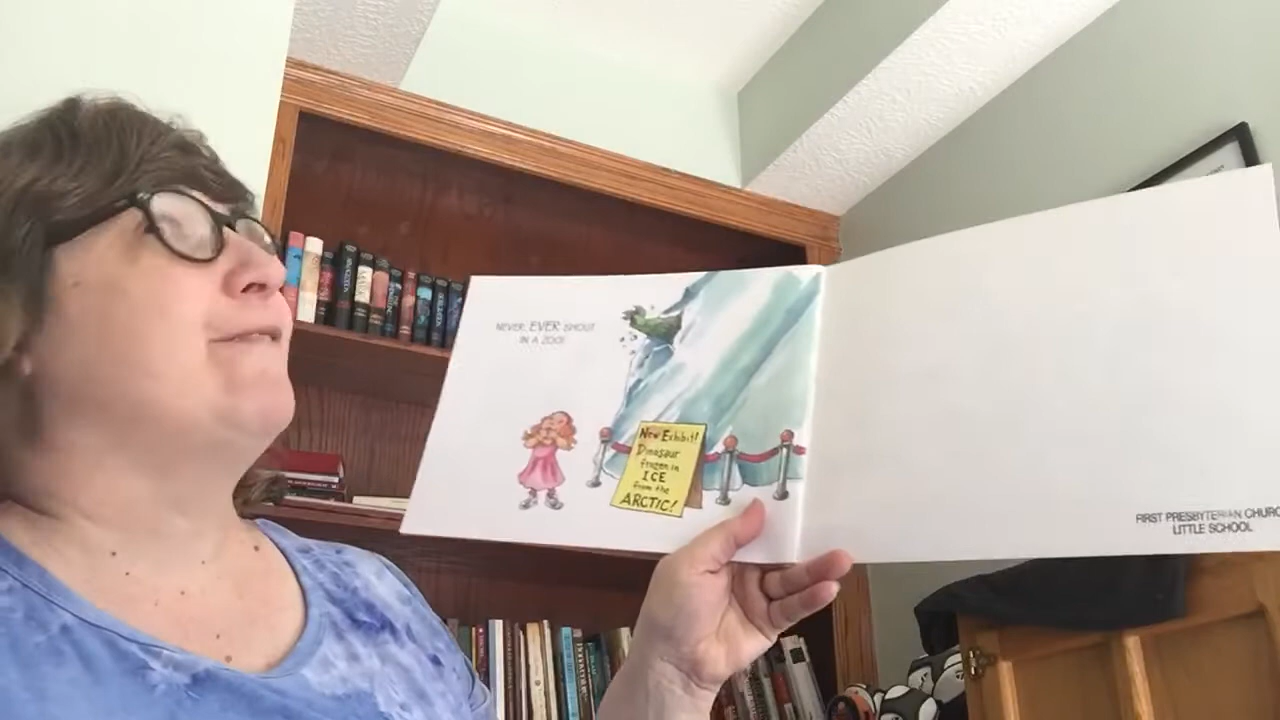 NEVER, EVER SHOUT
IN A ZOO!
New Exhibit!
Dinosaur
frozen in
ICE
from the
ARCTIC!
FIRST PRESBYTERIAN CHURC
LITTLE SCHOOL